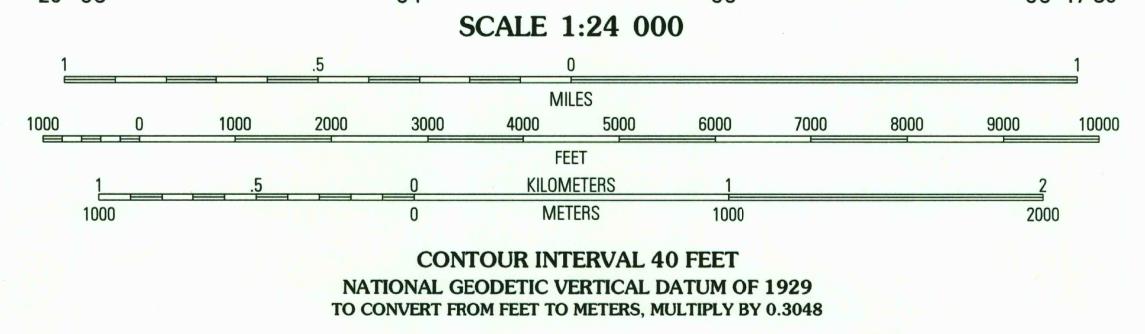 SCALE 1:24 000
1 .5 0 1
MILES
1000 0 1000 2000 3000 4000 5000 6000 7000 8000 9000 10000
FEET
1 .5 0 KILOMETERS 1 2
1000 0 METERS 1000 2000
CONTOUR INTERVAL 40 FEET
NATIONAL GEODETIC VERTICAL DATUM OF 1929
TO CONVERT FROM FEET TO METERS, MULTIPLY BY 0.3048